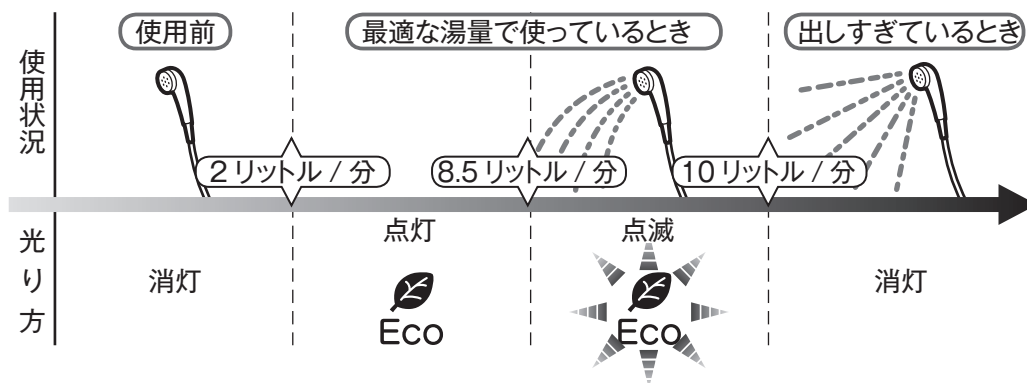 使用状況
使用前
最適な湯量で使っているとき
出しすぎているとき
2 リットル / 分
8.5 リットル / 分
10 リットル / 分
光り方
消灯
点灯
Eco
点滅
Eco
消灯